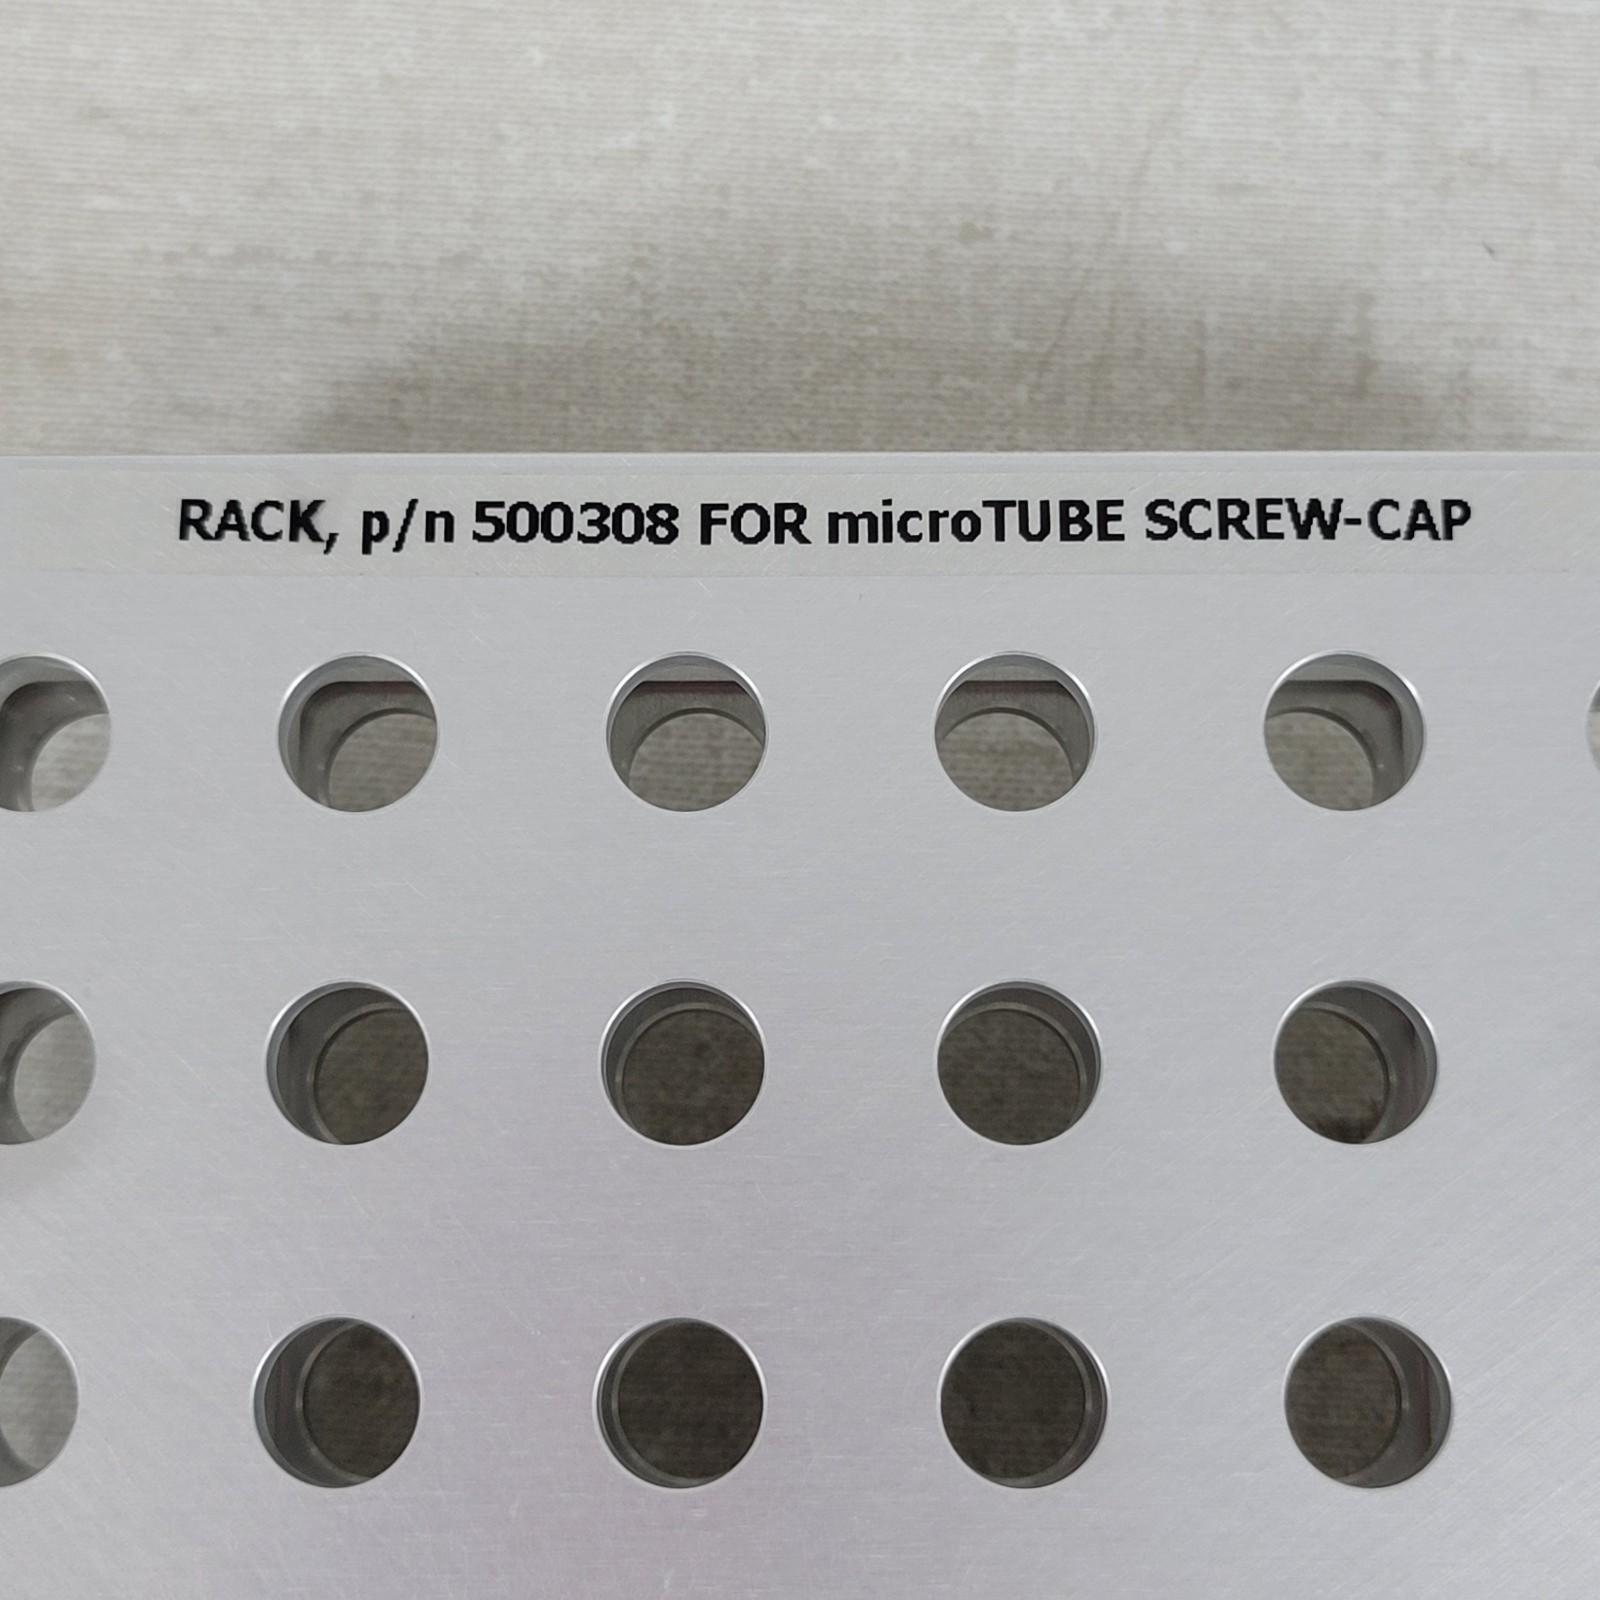 RACK, p/n 500308 FOR microTUBE SCREW-CAP